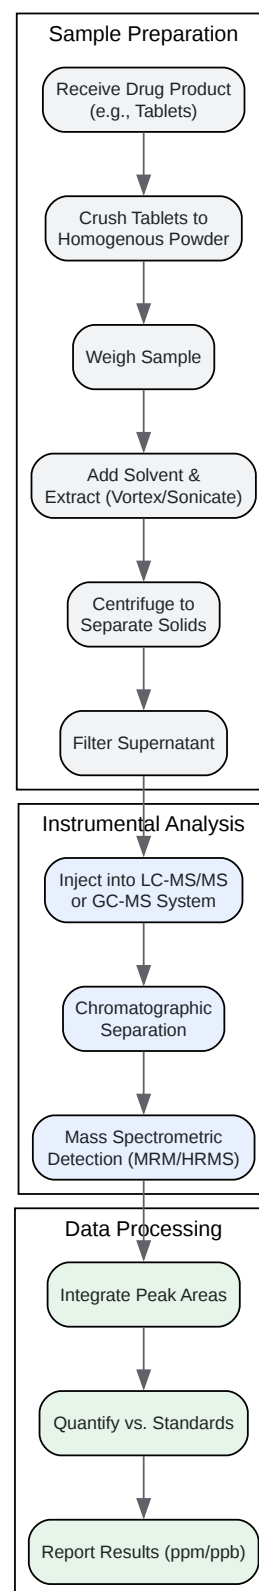 Sample Preparation
Receive Drug Product
(e.g., Tablets)
Crush Tablets to
Homogenous Powder
Weigh Sample
Add Solvent &
Extract (Vortex/Sonicate)
Centrifuge to
Separate Solids
Filter Supernatant
Instrumental Analysis
Inject into LC-MS/MS
or GC-MS System
Chromatographic
Separation
Mass Spectrometric
Detection (MRM/HRMS)
Data Processing
Integrate Peak Areas
Quantify vs. Standards
Report Results (ppm/ppb)